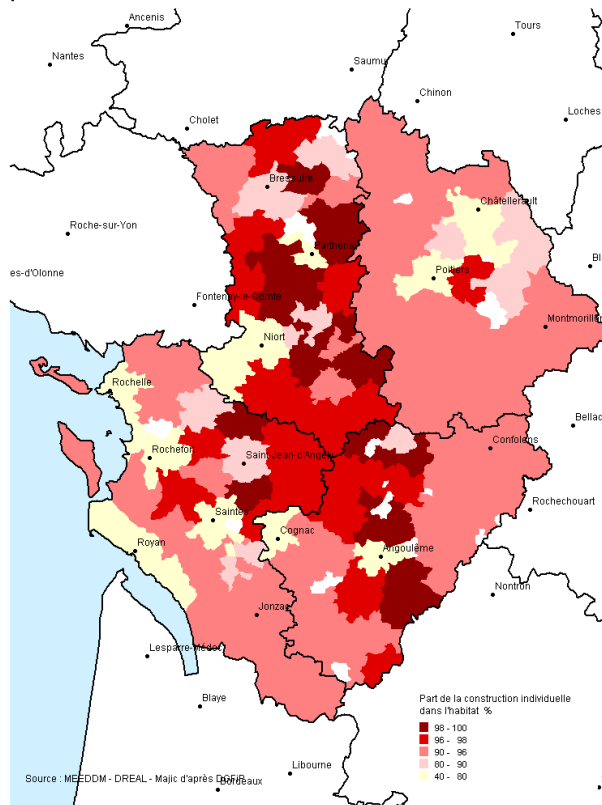 Ancenis
Tours
Nantes
Saumu
Chinon
Loches
Cholet
Bressuire
Châtellerault
Roche-sur-Yon
Parthenay
Bl
es-d'Olonne
Poitiers
Fontenay-le-Comte
Montmorillon
Niort
Rochelle
Bellac
Rochefort
Saint-Jean-d'Angély
Confolens
Saintes
Rochechouart
Cognac
Royan
Angoulême
Nontron
Jonzac
Lesparre-Médoc
Blaye
Part de la construction individuelle
dans l'habitat %
98 - 100
96 - 98
90 - 96
80 - 90
40 - 80
Libourne
Source : MEEDDM - DREAL - Majic d'après DGFiP
Bordeaux